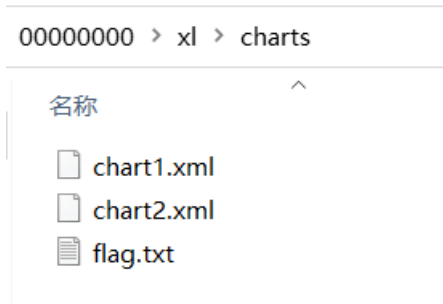 00000000 > xl > charts
名称
chart1.xml
chart2.xml
flag.txt